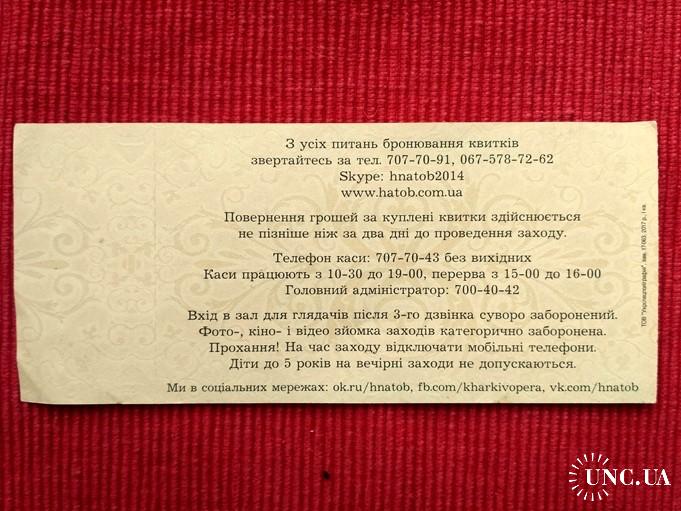 З усіх питань бронювання квитків
звертайтесь за тел. 707-70-91, 067-578-72-62
Skype: hnatob2014
www.hatob.com.ua
Повернення грошей за куплені квитки здійснюється
не пізніше ніж за два дні до проведення заходу.
Телефон каси: 707-70-43 без вихідних
Каси працюють з 10-30 до 19-00, перерва з 15-00 до 16-00
Головний адміністратор: 700-40-42
Вхід в зал для глядачів після 3-го дзвінка суворо заборонений.
Фото-, кіно- і відео зйомка заходів категорично заборонена.
Прохання! На час заходу відключати мобільні телефони.
Діти до 5 років на вечірні заходи не допускаються.
Ми в соціальних мережах: ok.ru/hnatob, fb.com/kharkivopera, vk.com/hnatob
ТОВ 2017 р., І кв.
UNC.UA